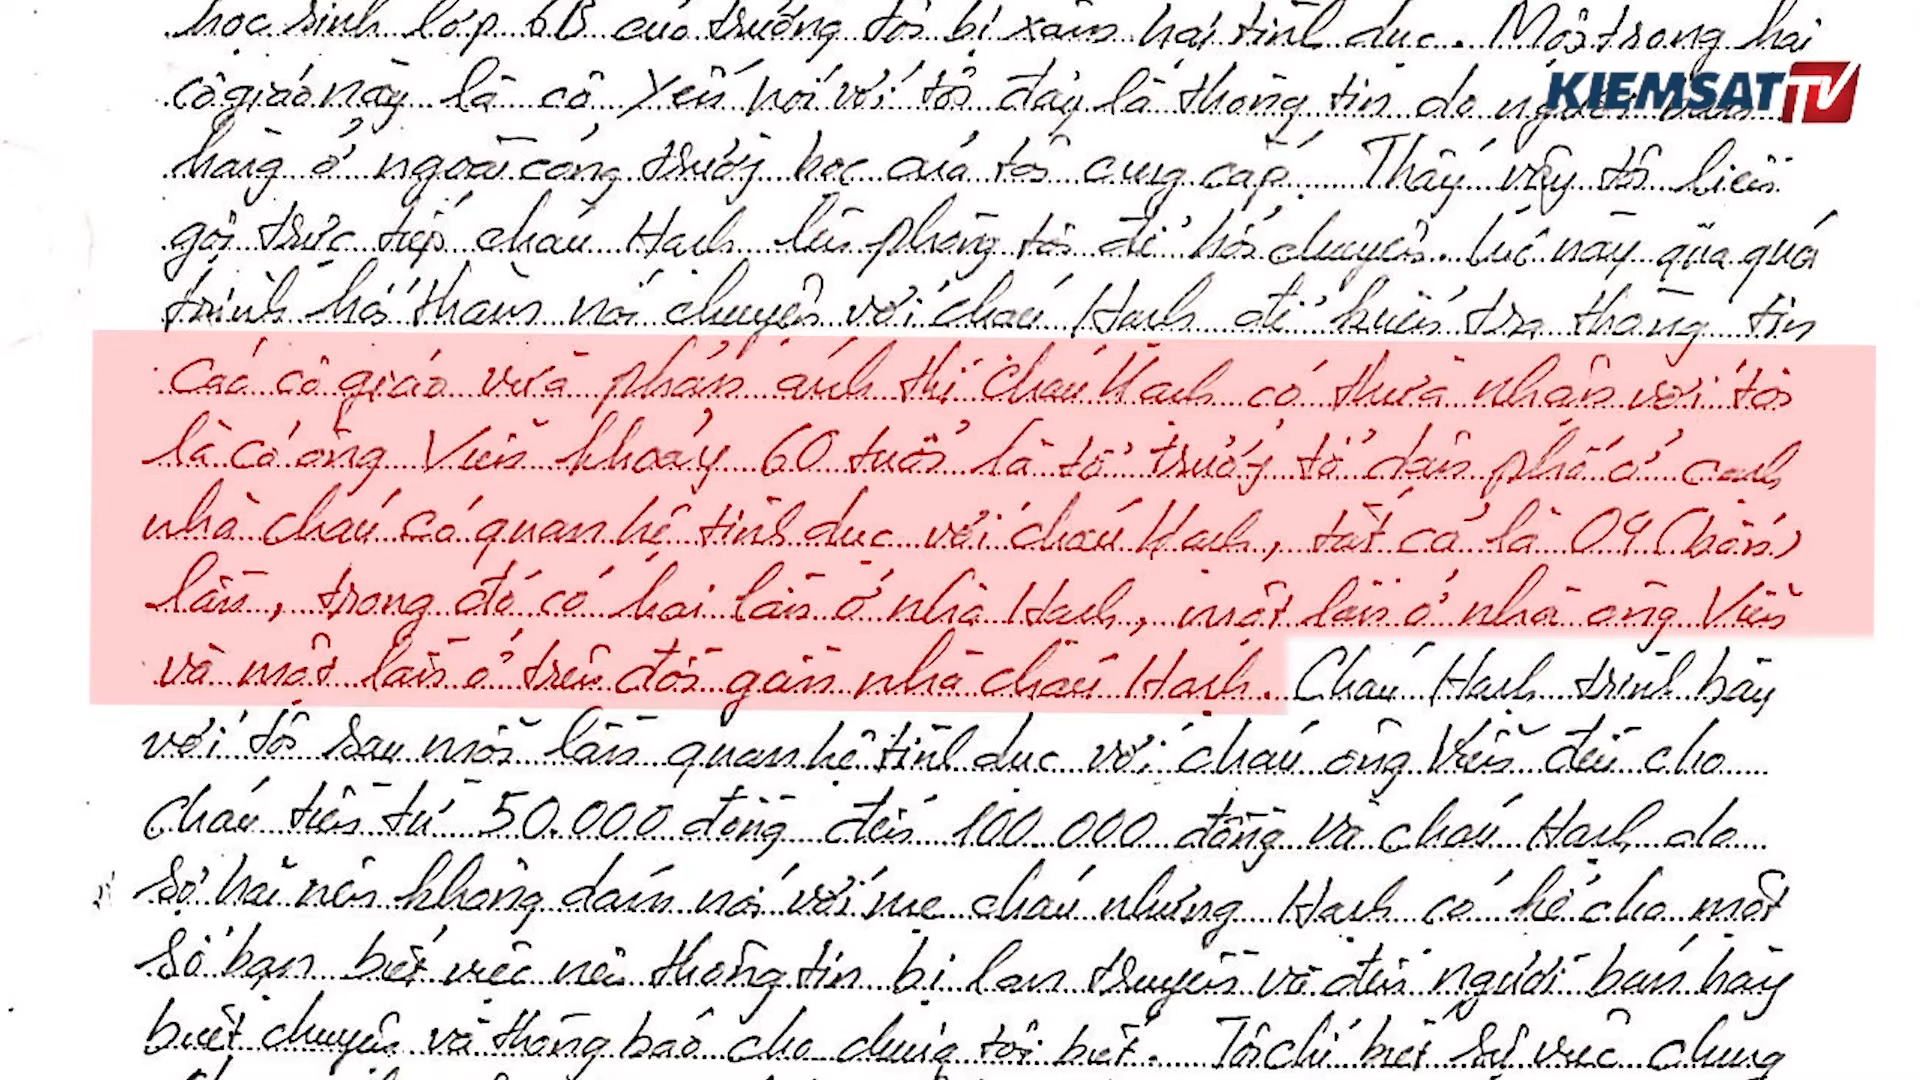 học sinh lớp 6B của trường tôi bị xâm hại tình dục. Một trong hai
KIEMSAT TV
cô giáo này là cô Yến nói với tôi đây là thông tin do người bán
hàng ở ngoài cổng trường học của tôi cung cấp. Thấy vậy tôi liền
gọi trực tiếp cháu Hạnh lên phòng tôi để hỏi chuyện. Lúc này qua quá
trình hỏi thăm nói chuyện với cháu Hạnh để kiểm tra thông tin
các cô giáo vừa phản ánh thì cháu Hạnh có thừa nhận với tôi
là có ông Viễn khoảng 60 tuổi là tổ trưởng tổ dân phố ở cạnh
nhà cháu có quan hệ tình dục với cháu Hạnh, tất cả là 04 (bốn)
lần, trong đó có hai lần ở nhà Hạnh, một lần ở nhà ông Viễn
và một lần ở trên đồi gần nhà cháu Hạnh. Cháu Hạnh trình bày
với tôi sau mỗi lần quan hệ tình dục với cháu ông Viễn đều cho
cháu tiền từ 50.000 đồng đến 100.000 đồng và cháu Hạnh do
sợ hãi nên không dám nói với mẹ cháu nhưng Hạnh có kể cho một
số bạn biết việc nên thông tin bị lan truyền và đến người bán hàng
biết chuyện và thông báo cho chúng tôi biết. Tôi chỉ biết sự việc chung